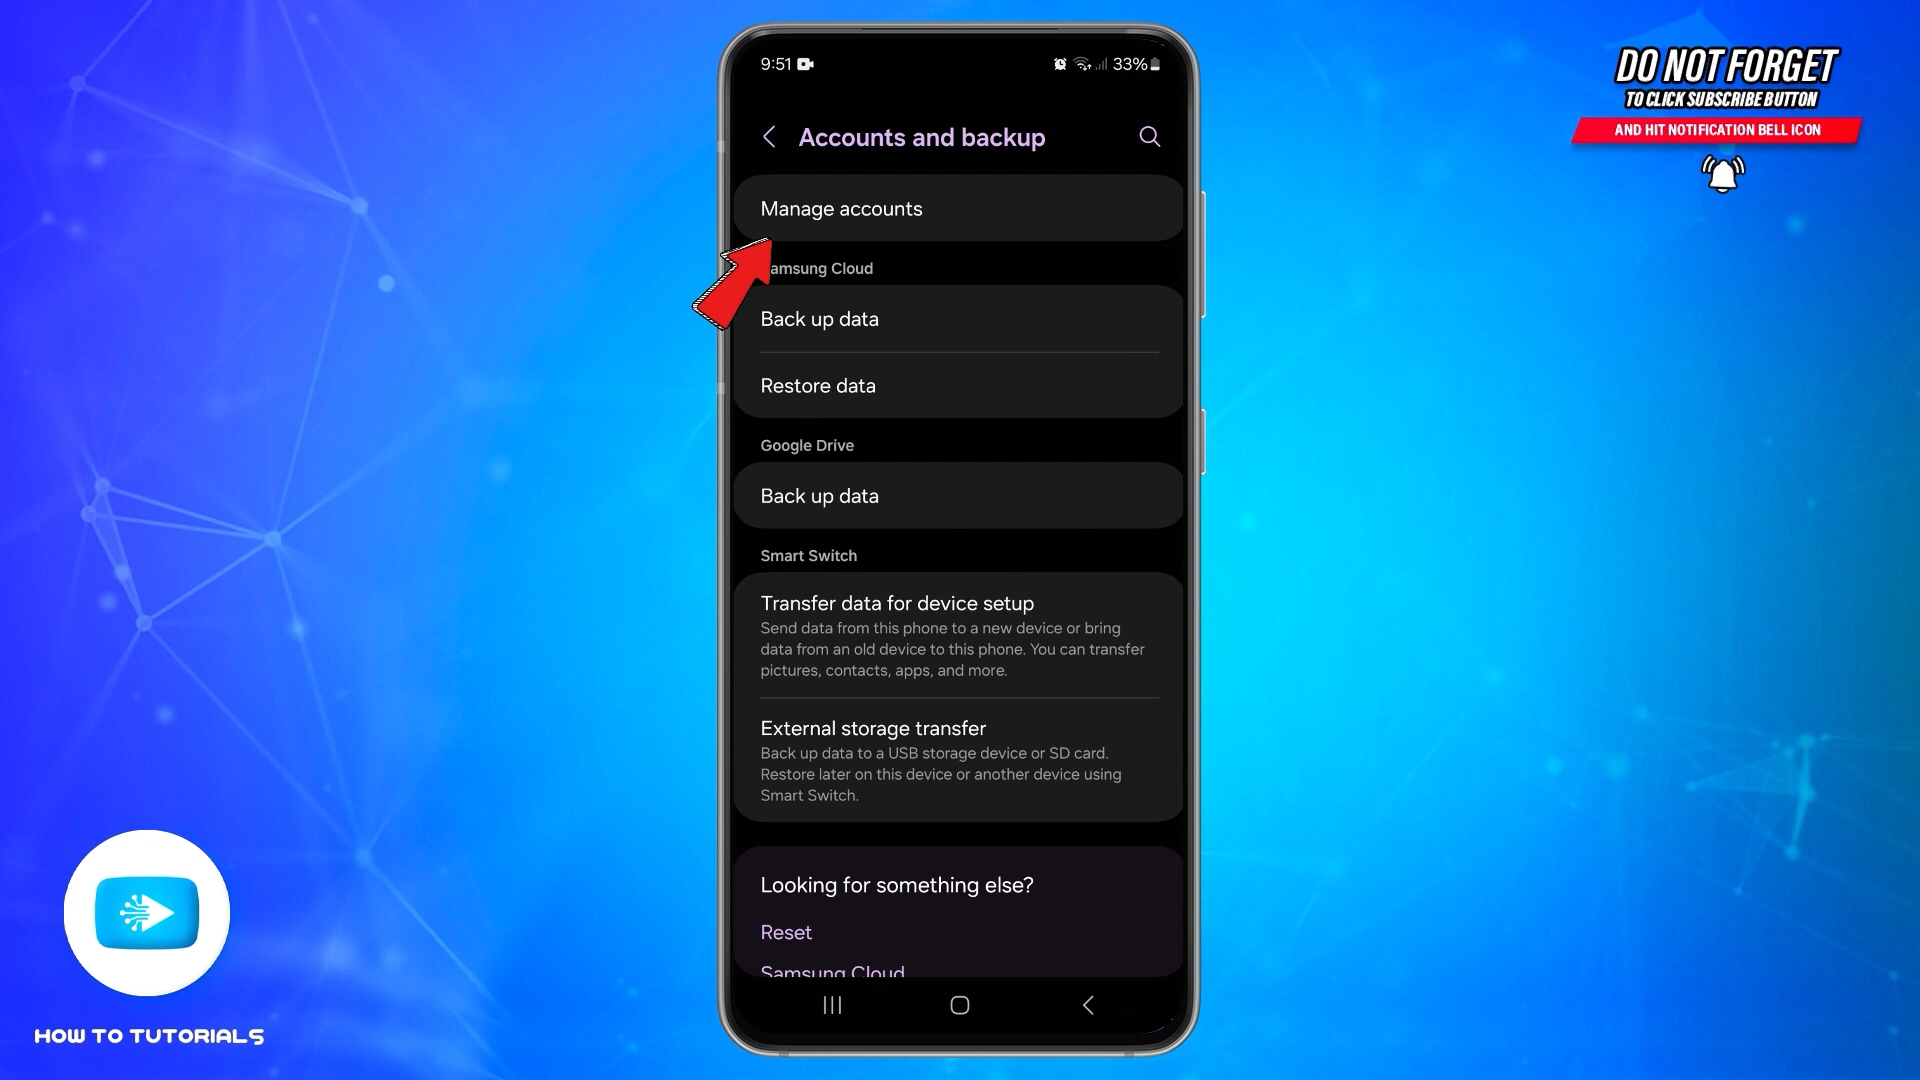 9:51
33%
Accounts and backup
Manage accounts
amsung Cloud
Back up data
Restore data
Google Drive
Back up data
Smart Switch
Transfer data for device setup
Send data from this phone to a new device or bring
data from an old device to this phone. You can transfer
pictures, contacts, apps, and more.
External storage transfer
Back up data to a USB storage device or SD card.
Restore later on this device or another device using
Smart Switch.
Looking for something else?
Reset
Samsung Cloud
DO NOT FORGET
TO CLICK SUBSCRIBE BUTTON
AND HIT NOTIFICATION BELL ICON
HOW TO TUTORIALS